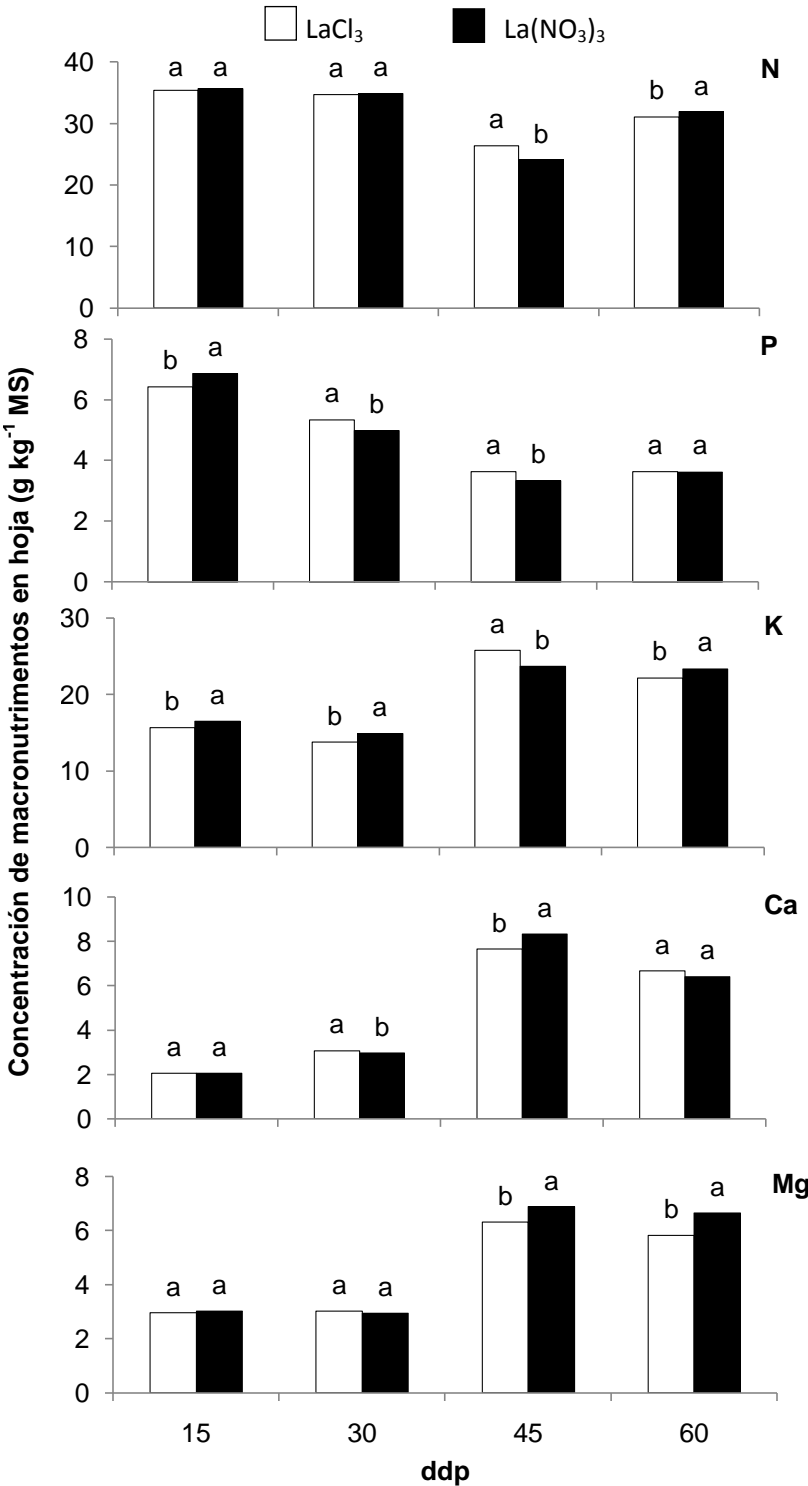 LaCl₃ La(NO₃)₃
Concentración de macronutrimentos en hoja (g kg⁻¹ MS)
N
40
30
20
10
0
a a a a a b b a
P
8
6
4
2
0
b a a b a b a a
K
30
20
10
0
b a b a a b b a
Ca
10
8
6
4
2
0
a a a b b a a a
Mg
8
6
4
2
0
a a a a b a b a
15 30 45 60
ddp